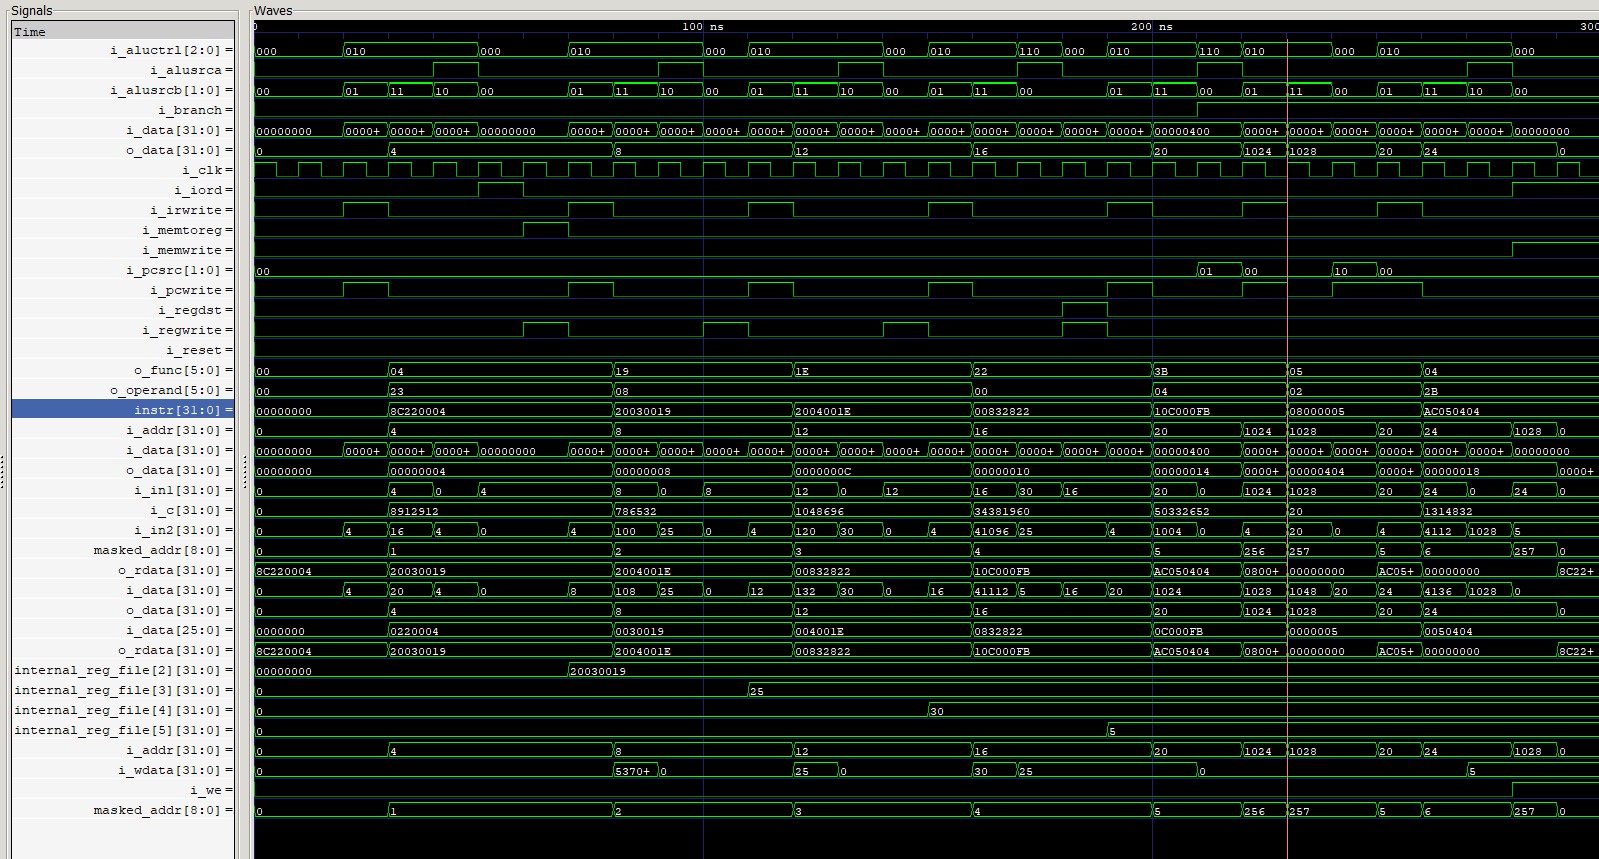 Signals Waves
Time 0 100 ns 200 ns 300
i_aluctrl[2:0] = 000 010 000 010 000 010 000 010 110 000 010 110 010 000 010 000
i_alusrca =
i_alusrcb[1:0] = 00 01 11 10 00 01 11 10 00 01 11 10 00 01 11 00 01 11 00 01 11 00 01 11 10 00
i_branch =
i_data[31:0] = 00000000 0000+ 0000+ 0000+ 00000000 0000+ 0000+ 0000+ 0000+ 0000+ 0000+ 0000+ 0000+ 0000+ 0000+ 0000+ 0000+ 0000+ 00000400 0000+ 0000+ 0000+ 0000+ 0000+ 0000+ 00000000
o_data[31:0] = 0 4 8 12 16 20 1024 1028 20 24 0
i_clk =
i_iord =
i_irwrite =
i_memtoreg =
i_memwrite =
i_pcsrc[1:0] = 00 01 00 10 00
i_pcwrite =
i_regdst =
i_regwrite =
i_reset =
o_func[5:0] = 00 04 19 1E 22 3B 05 04
o_operand[5:0] = 00 23 08 00 04 02 2B
instr[31:0] = 00000000 8C220004 20030019 2004001E 00832822 10C000FB 08000005 AC050404
i_addr[31:0] = 0 4 8 12 16 20 1024 1028 20 24 1028 0
i_data[31:0] = 00000000 0000+ 0000+ 0000+ 00000000 0000+ 0000+ 0000+ 0000+ 0000+ 0000+ 0000+ 0000+ 0000+ 0000+ 0000+ 0000+ 0000+ 00000400 0000+ 0000+ 0000+ 0000+ 0000+ 0000+ 00000000
o_data[31:0] = 00000000 00000004 00000008 0000000C 00000010 00000014 0000+ 00000404 0000+ 00000018 0000+
i_in1[31:0] = 0 4 0 4 8 0 8 12 0 12 16 30 16 20 0 1024 1028 20 24 0 24 0
i_c[31:0] = 0 8912912 786532 1048696 34381960 50332652 20 1314832
i_in2[31:0] = 0 4 16 4 0 4 100 25 0 4 120 30 0 4 41096 25 4 1004 0 4 20 0 4 4112 1028 5
masked_addr[8:0] = 0 1 2 3 4 5 256 257 5 6 257 0
o_rdata[31:0] = 8C220004 20030019 2004001E 00832822 10C000FB AC050404 0800+ 00000000 AC05+ 00000000 8C22+
i_data[31:0] = 0 4 20 4 0 8 108 25 0 12 132 30 0 16 41112 5 16 20 1024 1028 1048 20 24 4136 1028 0
o_data[31:0] = 0 4 8 12 16 20 1024 1028 20 24 0
i_data[25:0] = 0000000 0220004 0030019 004001E 0832822 0C000FB 0000005 0050404
o_rdata[31:0] = 8C220004 20030019 2004001E 00832822 10C000FB AC050404 0800+ 00000000 AC05+ 00000000 8C22+
internal_reg_file[2][31:0] = 00000000 20030019
internal_reg_file[3][31:0] = 0 25
internal_reg_file[4][31:0] = 0 30
internal_reg_file[5][31:0] = 0 5
i_addr[31:0] = 0 4 8 12 16 20 1024 1028 20 24 1028 0
i_wdata[31:0] = 0 5370+ 0 25 0 30 25 0 5
i_we =
masked_addr[8:0] = 0 1 2 3 4 5 256 257 5 6 257 0